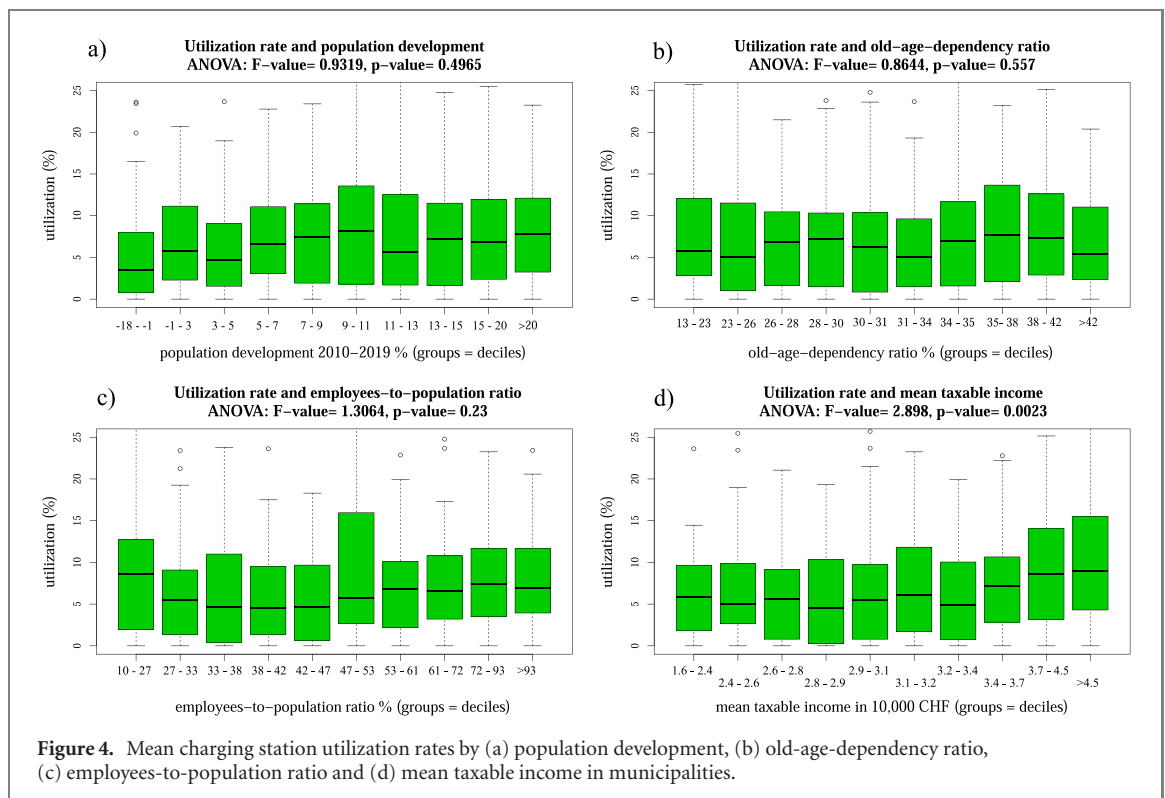 a)
Utilization rate and population development
ANOVA: F−value= 0.9319, p−value= 0.4965
utilization (%)
25
20
15
10
5
0
-18 - -1 -1 - 3 3 - 5 5 - 7 7 - 9 9 - 11 11 - 13 13 - 15 15 - 20 >20
population development 2010−2019 % (groups = deciles)
b)
Utilization rate and old−age−dependency ratio
ANOVA: F−value= 0.8644, p−value= 0.557
utilization (%)
25
20
15
10
5
0
13 - 23 23 - 26 26 - 28 28 - 30 30 - 31 31 - 34 34 - 35 35- 38 38 - 42 >42
old−age−dependency ratio % (groups = deciles)
c)
Utilization rate and employees−to−population ratio
ANOVA: F−value= 1.3064, p−value= 0.23
utilization (%)
25
20
15
10
5
0
10 - 27 27 - 33 33 - 38 38 - 42 42 - 47 47 - 53 53 - 61 61 - 72 72 - 93 >93
employees−to−population ratio % (groups = deciles)
d)
Utilization rate and mean taxable income
ANOVA: F−value= 2.898, p−value= 0.0023
utilization (%)
25
20
15
10
5
0
1.6 - 2.4 2.6 - 2.8 2.9 - 3.1 3.2 - 3.4 3.7 - 4.5
2.4 - 2.6 2.8 - 2.9 3.1 - 3.2 3.4 - 3.7 >4.5
mean taxable income in 10,000 CHF (groups = deciles)
Figure 4. Mean charging station utilization rates by (a) population development, (b) old-age-dependency ratio,
(c) employees-to-population ratio and (d) mean taxable income in municipalities.